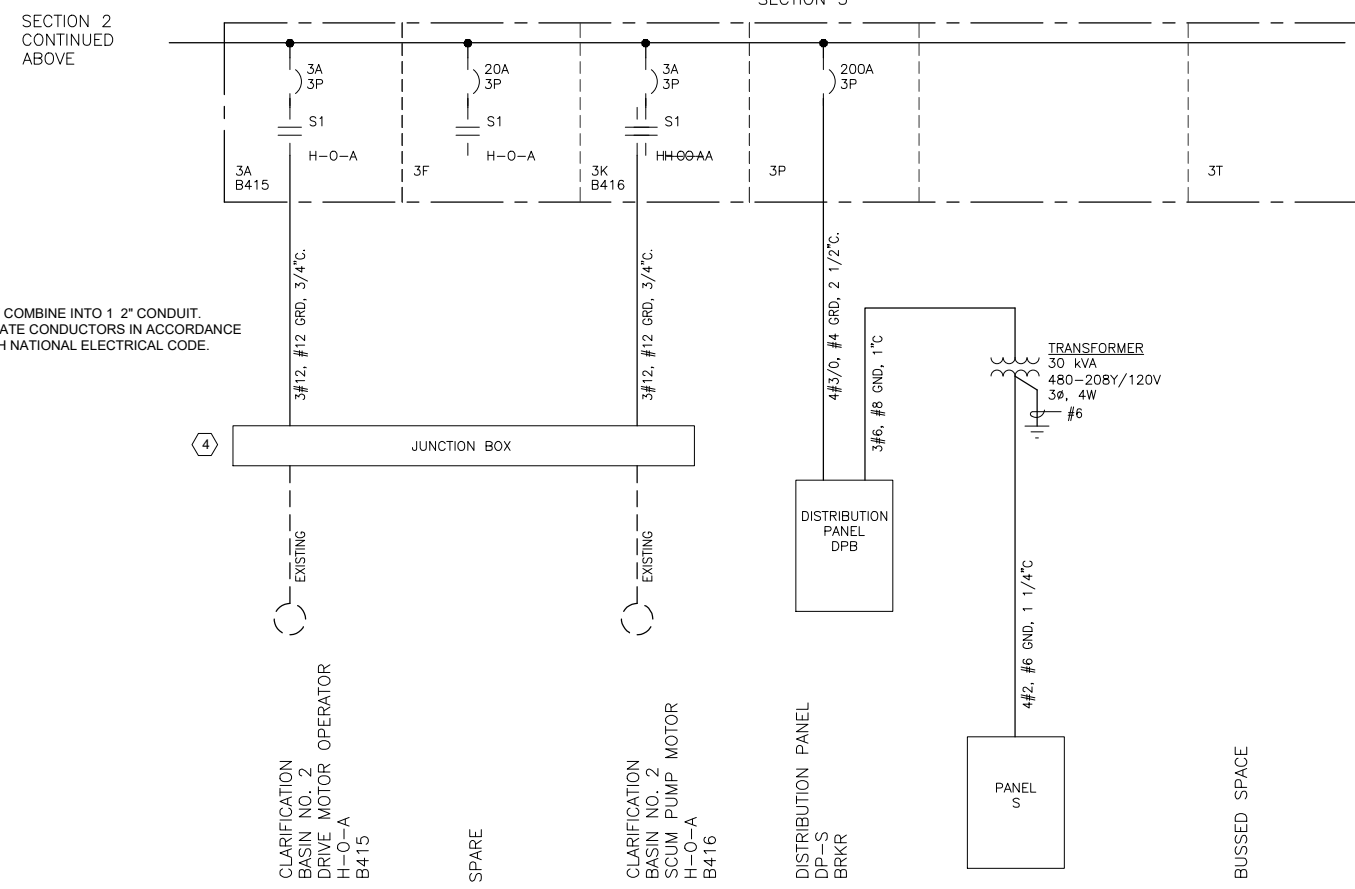 SECTION 2
CONTINUED
ABOVE
3A
3P
S1
H-O-A
3A
B415
20A
3P
S1
H-O-A
3F
3A
3P
S1
3K
B416
200A
3P
3P
3T
COMBINE INTO 1 2" CONDUIT.
ATE CONDUCTORS IN ACCORDANCE
H NATIONAL ELECTRICAL CODE.
3#12, #12 GRD, 3/4"C.
3#12, #12 GRD, 3/4"C.
4#3/0, #4 GRD, 2 1/2"C.
3#6, #8 GND, 1"C
TRANSFORMER
30 kVA
480-208Y/120V
3ø, 4W
#6
4
JUNCTION BOX
EXISTING
EXISTING
DISTRIBUTION
PANEL
DPB
4#2, #6 GND, 1 1/4"C
PANEL
S
CLARIFICATION
BASIN NO. 2
DRIVE MOTOR OPERATOR
H-O-A
B415
SPARE
CLARIFICATION
BASIN NO. 2
SCUM PUMP MOTOR
H-O-A
B416
DISTRIBUTION PANEL
DP-S
BRKR
BUSSED SPACE